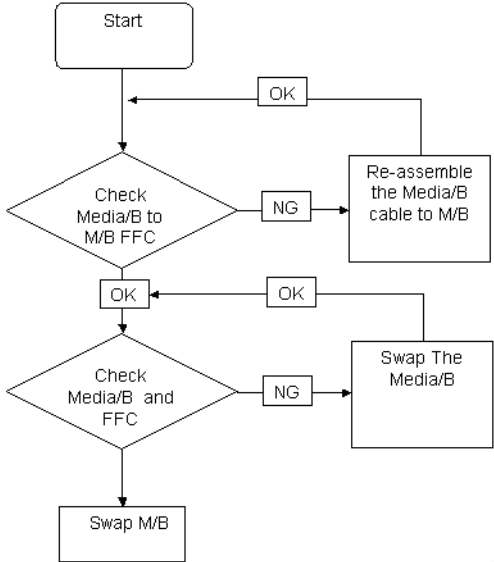 Start
OK
Check
Media/B to
M/B FFC
NG
Re-assemble
the Media/B
cable to M/B
OK
OK
Check
Media/B and
FFC
NG
Swap The
Media/B
Swap M/B